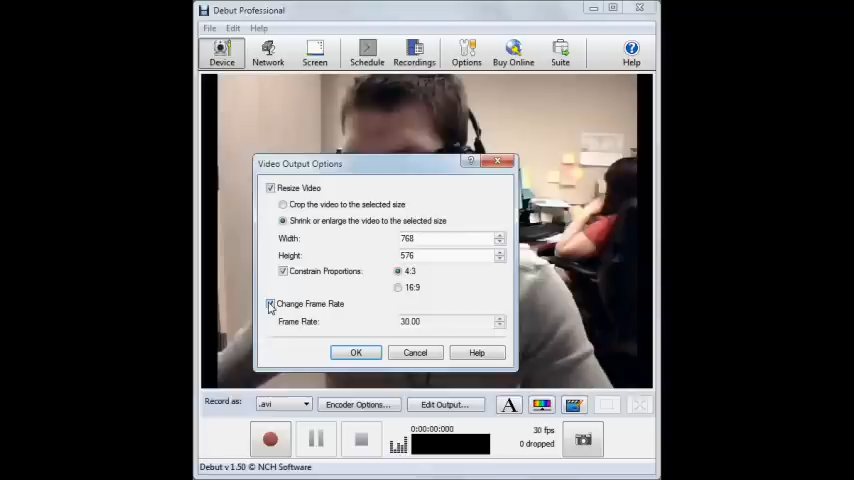 Debut Professional
File Edit Help
Device Network Screen Schedule Recordings Options Buy Online Suite Help
Video Output Options
Resize Video
Crop the video to the selected size
Shrink or enlarge the video to the selected size
Width: 768
Height: 576
Constrain Proportions: 4:3
16:9
Change Frame Rate
Frame Rate: 30.00
OK Cancel Help
Record as: .avi Encoder Options... Edit Output... A
0:00:00:000 30 fps
0 dropped
Debut v 1.50 © NCH Software